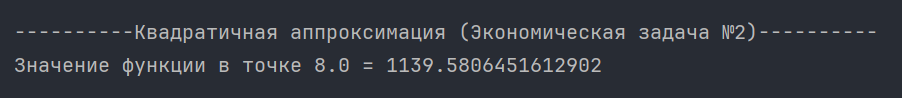 ----------Квадратичная аппроксимация (Экономическая задача №2)----------
Значение функции в точке 8.0 = 1139.5806451612902